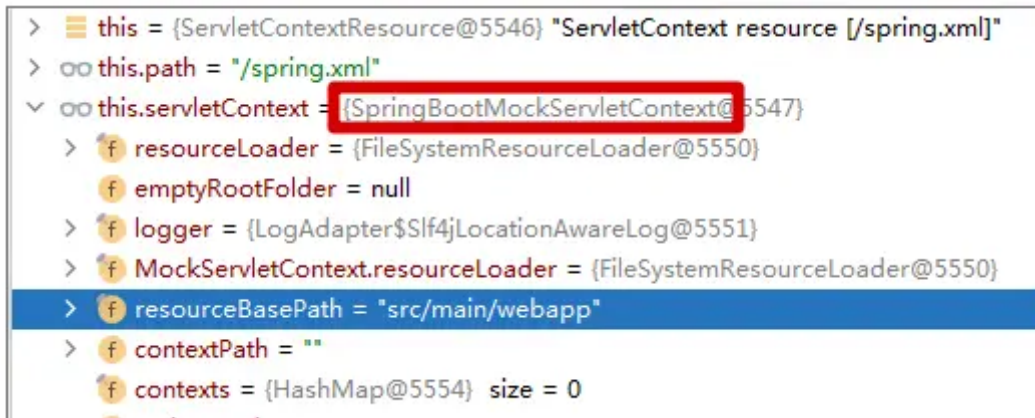 this = {ServletContextResource@5546} "ServletContext resource [/spring.xml]"
this.path = "/spring.xml"
this.servletContext = {SpringBootMockServletContext@5547}
resourceLoader = {FileSystemResourceLoader@5550}
emptyRootFolder = null
logger = {LogAdapter$Slf4jLocationAwareLog@5551}
MockServletContext.resourceLoader = {FileSystemResourceLoader@5550}
resourceBasePath = "src/main/webapp"
contextPath = ""
contexts = {HashMap@5554} size = 0